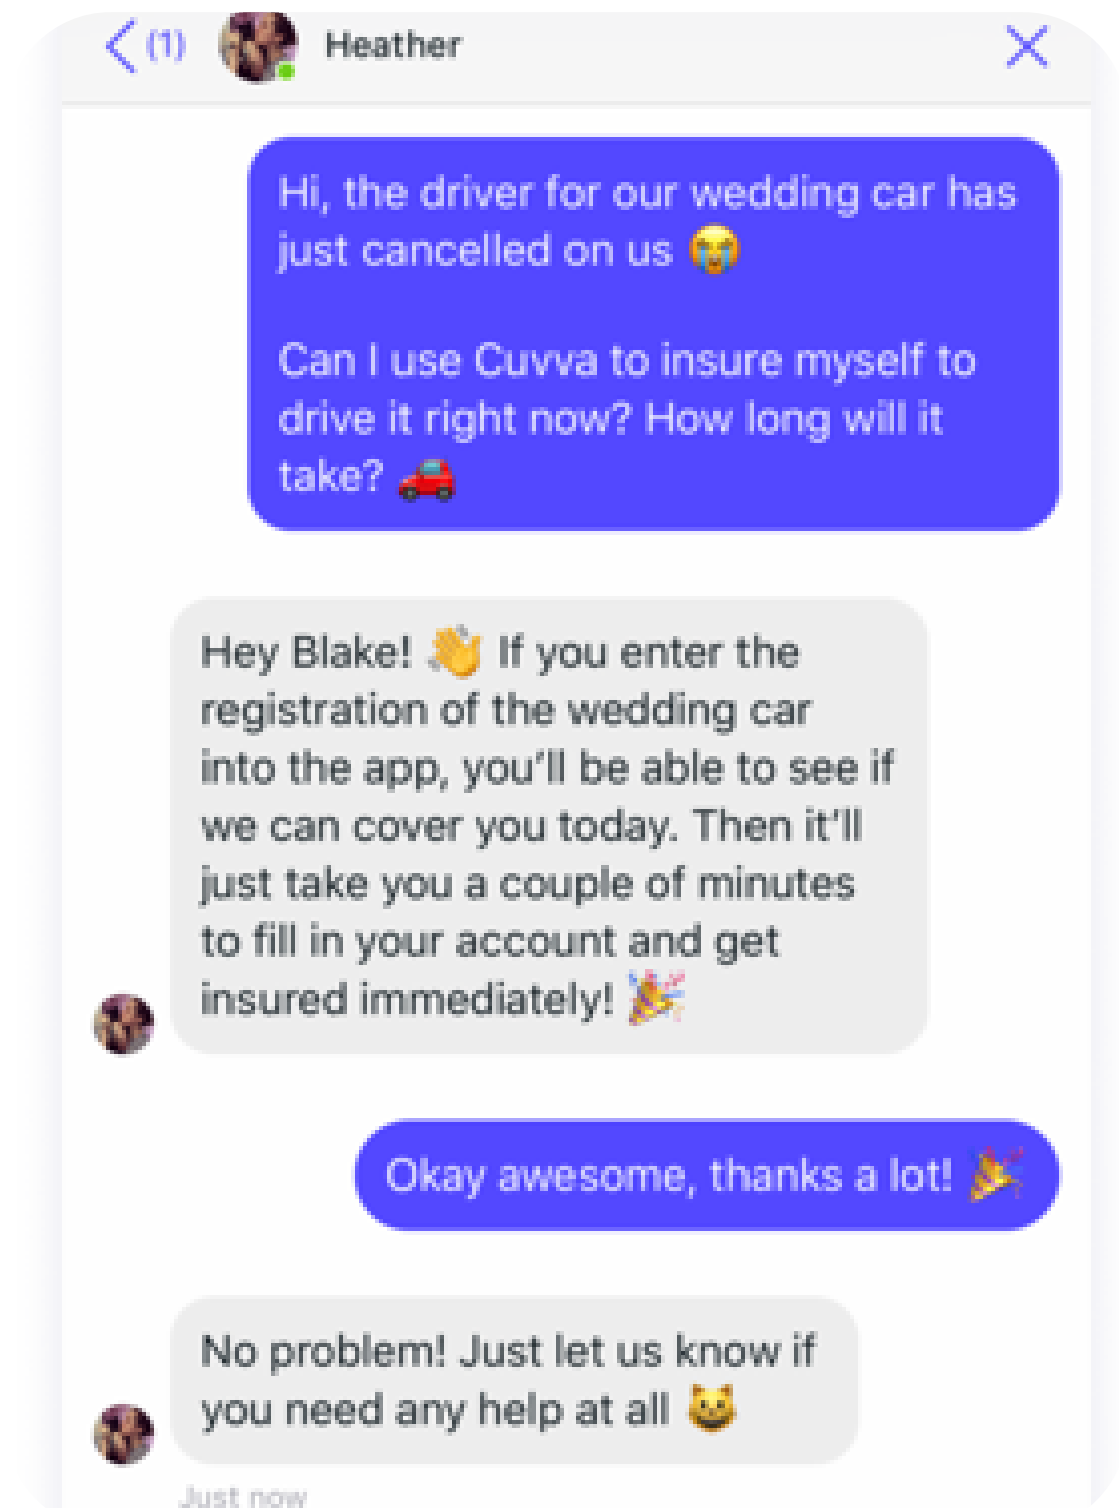 (1) Heather
Hi, the driver for our wedding car has
just cancelled on us 😭
Can I use Cuvva to insure myself to
drive it right now? How long will it
take? 🚗
Hey Blake! 👋 If you enter the
registration of the wedding car
into the app, you’ll be able to see if
we can cover you today. Then it’ll
just take you a couple of minutes
to fill in your account and get
insured immediately! 🎉
Okay awesome, thanks a lot! 🎉
No problem! Just let us know if
you need any help at all 😺
Just now